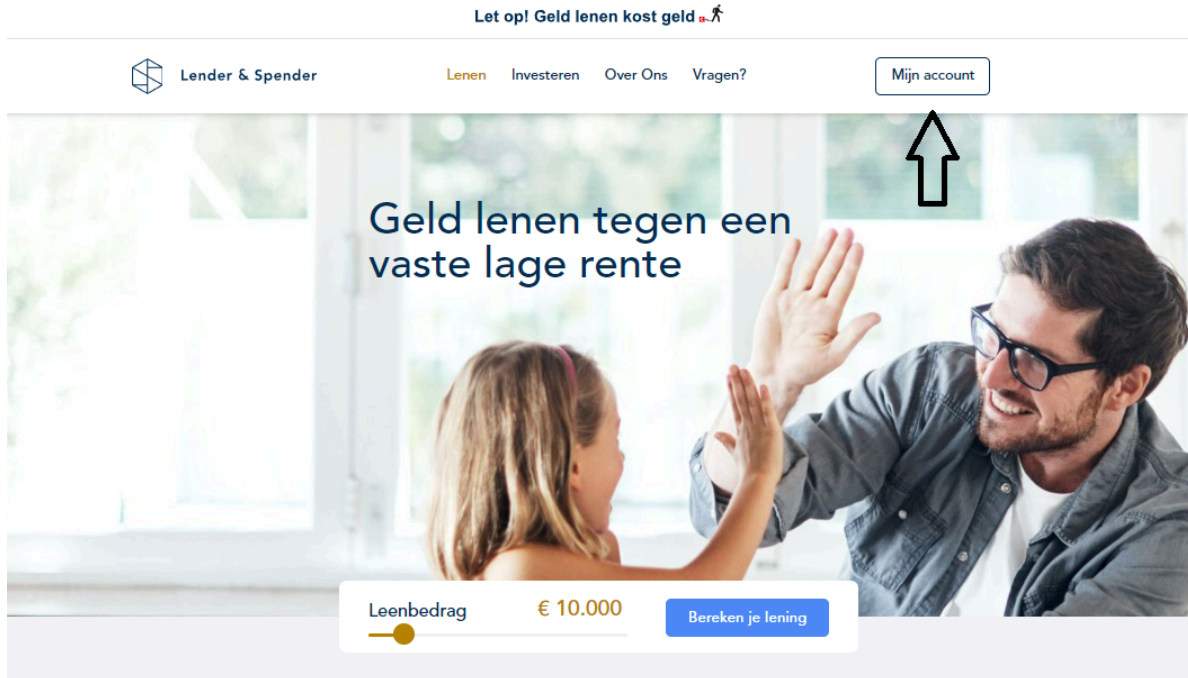 Let op! Geld lenen kost geld
Lender & Spender
Lenen Investeren Over Ons Vragen?
Mijn account
Geld lenen tegen een
vaste lage rente
Leenbedrag € 10.000
Bereken je lening